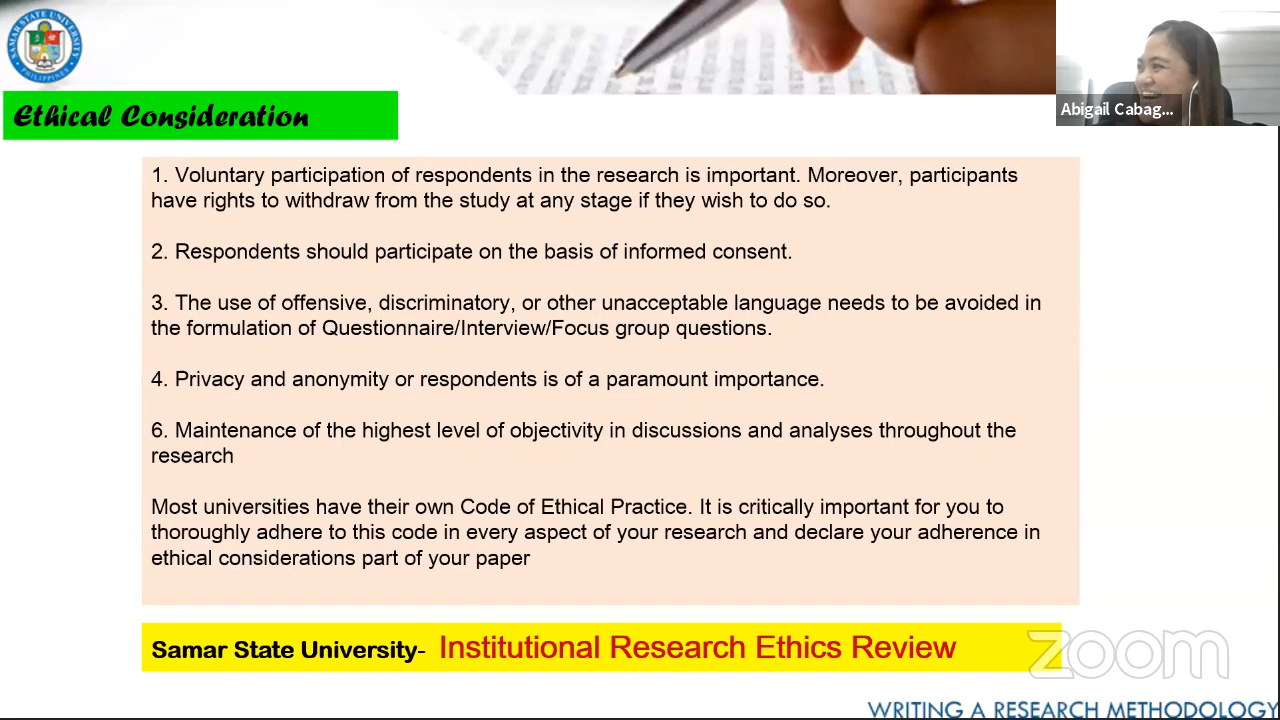 SAMAR STATE UNIVERSITY
PHILIPPINES
Abigail Cabag...
Ethical Consideration
1. Voluntary participation of respondents in the research is important. Moreover, participants
have rights to withdraw from the study at any stage if they wish to do so.
2. Respondents should participate on the basis of informed consent.
3. The use of offensive, discriminatory, or other unacceptable language needs to be avoided in
the formulation of Questionnaire/Interview/Focus group questions.
4. Privacy and anonymity or respondents is of a paramount importance.
6. Maintenance of the highest level of objectivity in discussions and analyses throughout the
research
Most universities have their own Code of Ethical Practice. It is critically important for you to
thoroughly adhere to this code in every aspect of your research and declare your adherence in
ethical considerations part of your paper
Samar State University- Institutional Research Ethics Review
zoom
WRITING A RESEARCH METHODOLOGY